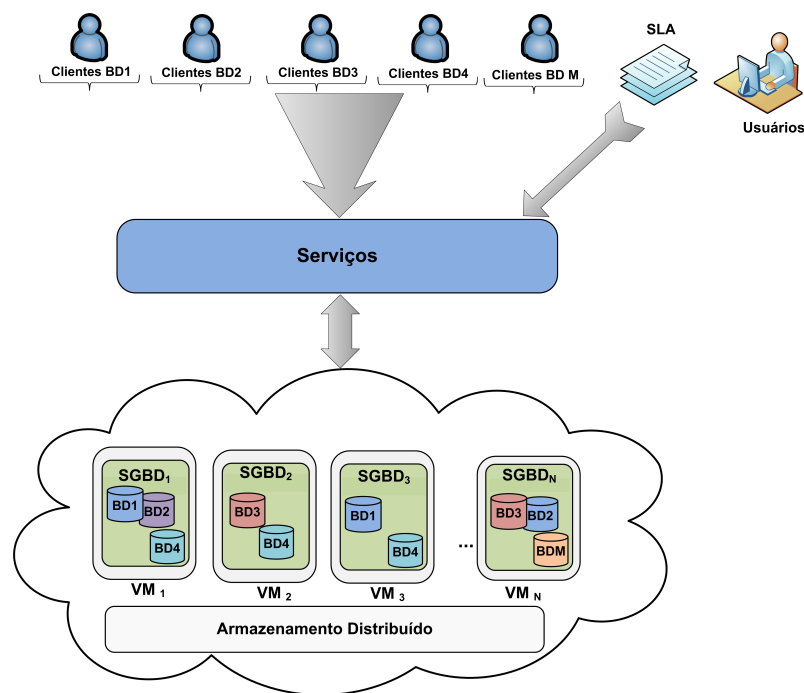 SLA
Clientes BD1
Clientes BD2
Clientes BD3
Clientes BD4
Clientes BD M
Usuários
Serviços
SGBD1
BD1
BD2
BD4
VM 1
SGBD2
BD3
BD4
VM 2
SGBD3
BD1
BD4
VM 3
...
SGBDN
BD3
BD2
BDM
VM N
Armazenamento Distribuído